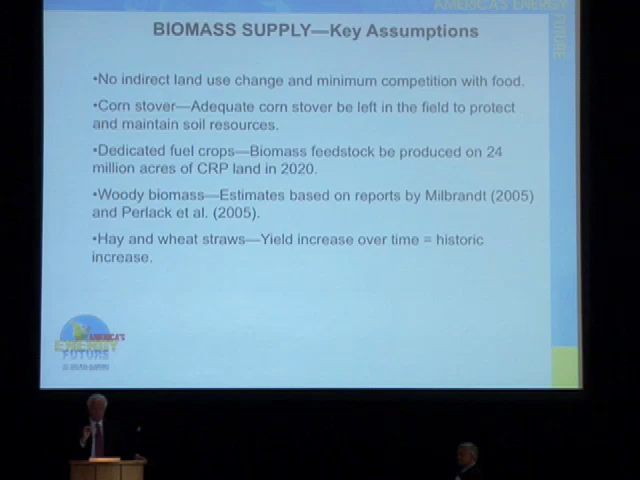 AMERICA'S ENERGY
FUTURE
BIOMASS SUPPLY—Key Assumptions
•No indirect land use change and minimum competition with food.
•Corn stover—Adequate corn stover be left in the field to protect
and maintain soil resources.
•Dedicated fuel crops—Biomass feedstock be produced on 24
million acres of CRP land in 2020.
•Woody biomass—Estimates based on reports by Milbrandt (2005)
and Perlack et al. (2005).
•Hay and wheat straws—Yield increase over time = historic
increase.
AMERICA'S
ENERGY
FUTURE